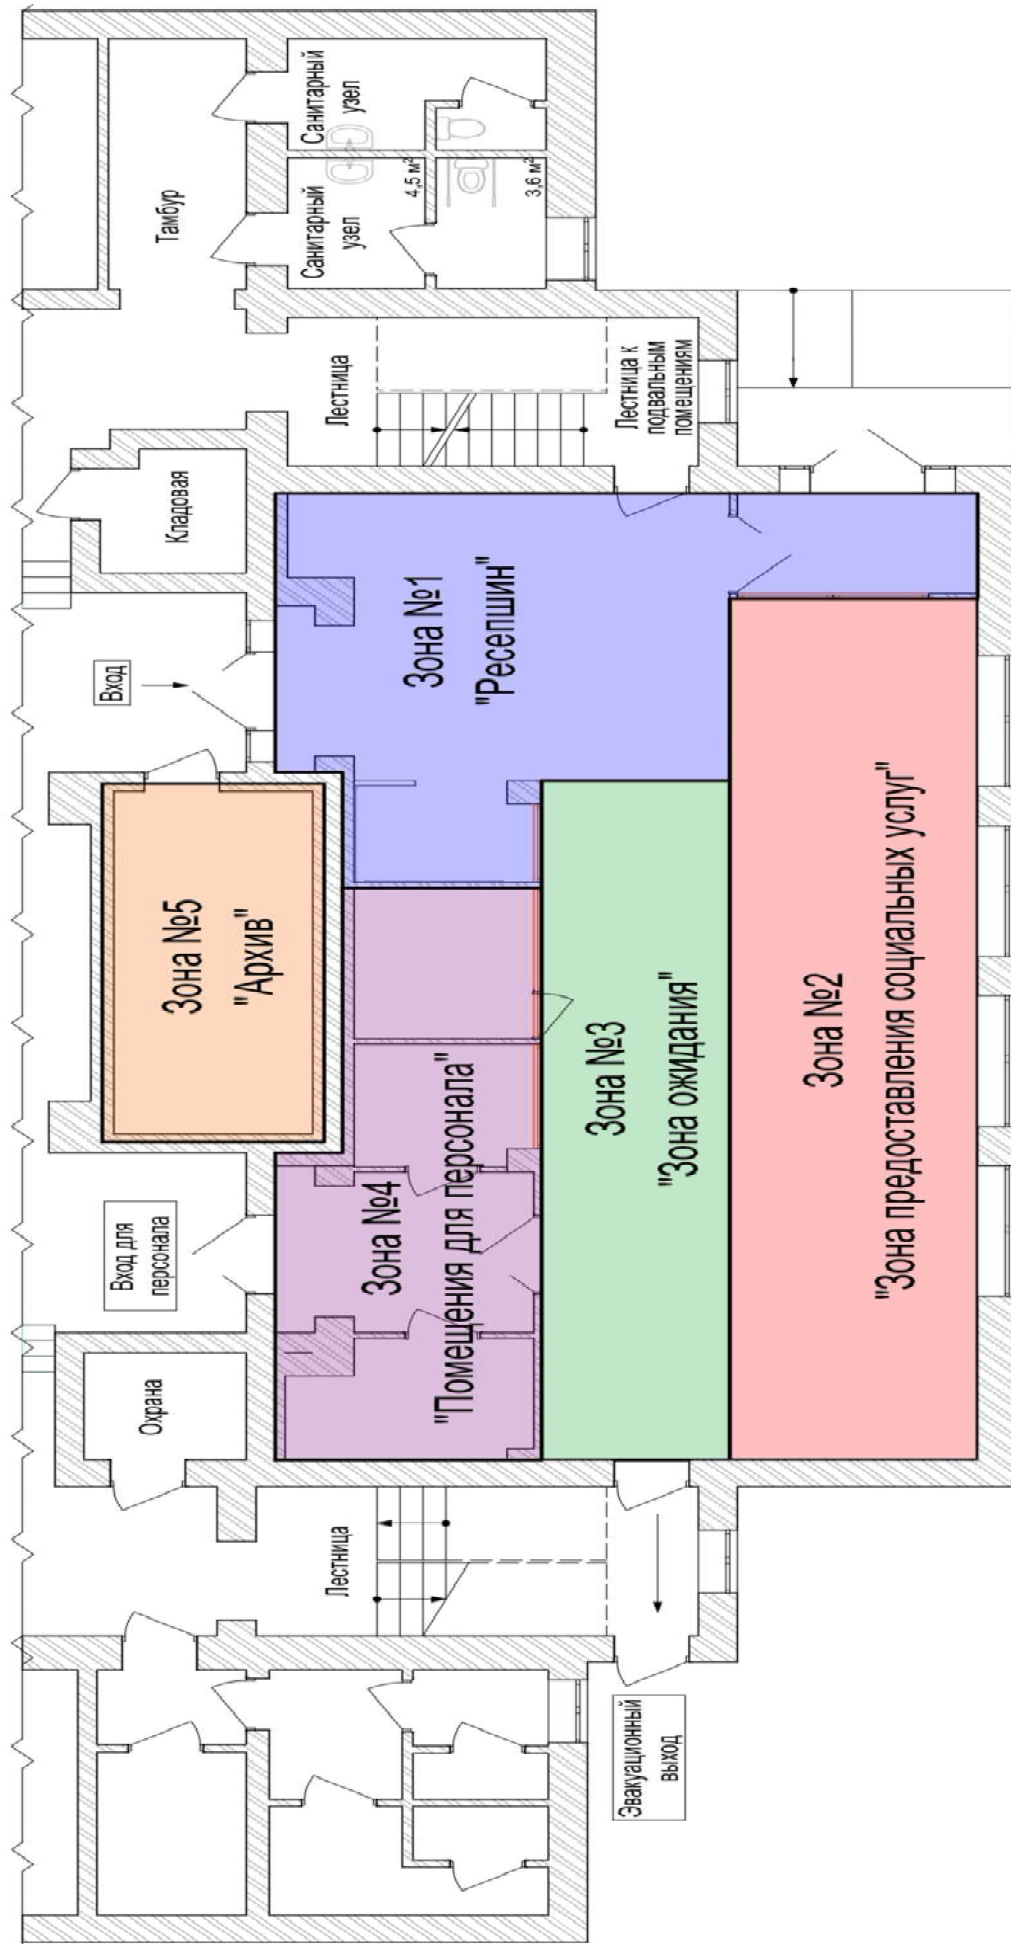 Эвакуационный
выход
Лестница
Охрана
Вход для
персонала
Зона №5
"Архив"
Вход
Кладовая
Лестница
Лестница к
подвальным
помещениям
Тамбур
Санитарный
узел
4,5 м²
3,6 м²
Санитарный
узел
Зона №4
"Помещения для персонала"
Зона №1
"Ресепшин"
Зона №3
"Зона ожидания"
Зона №2
"Зона предоставления социальных услуг"